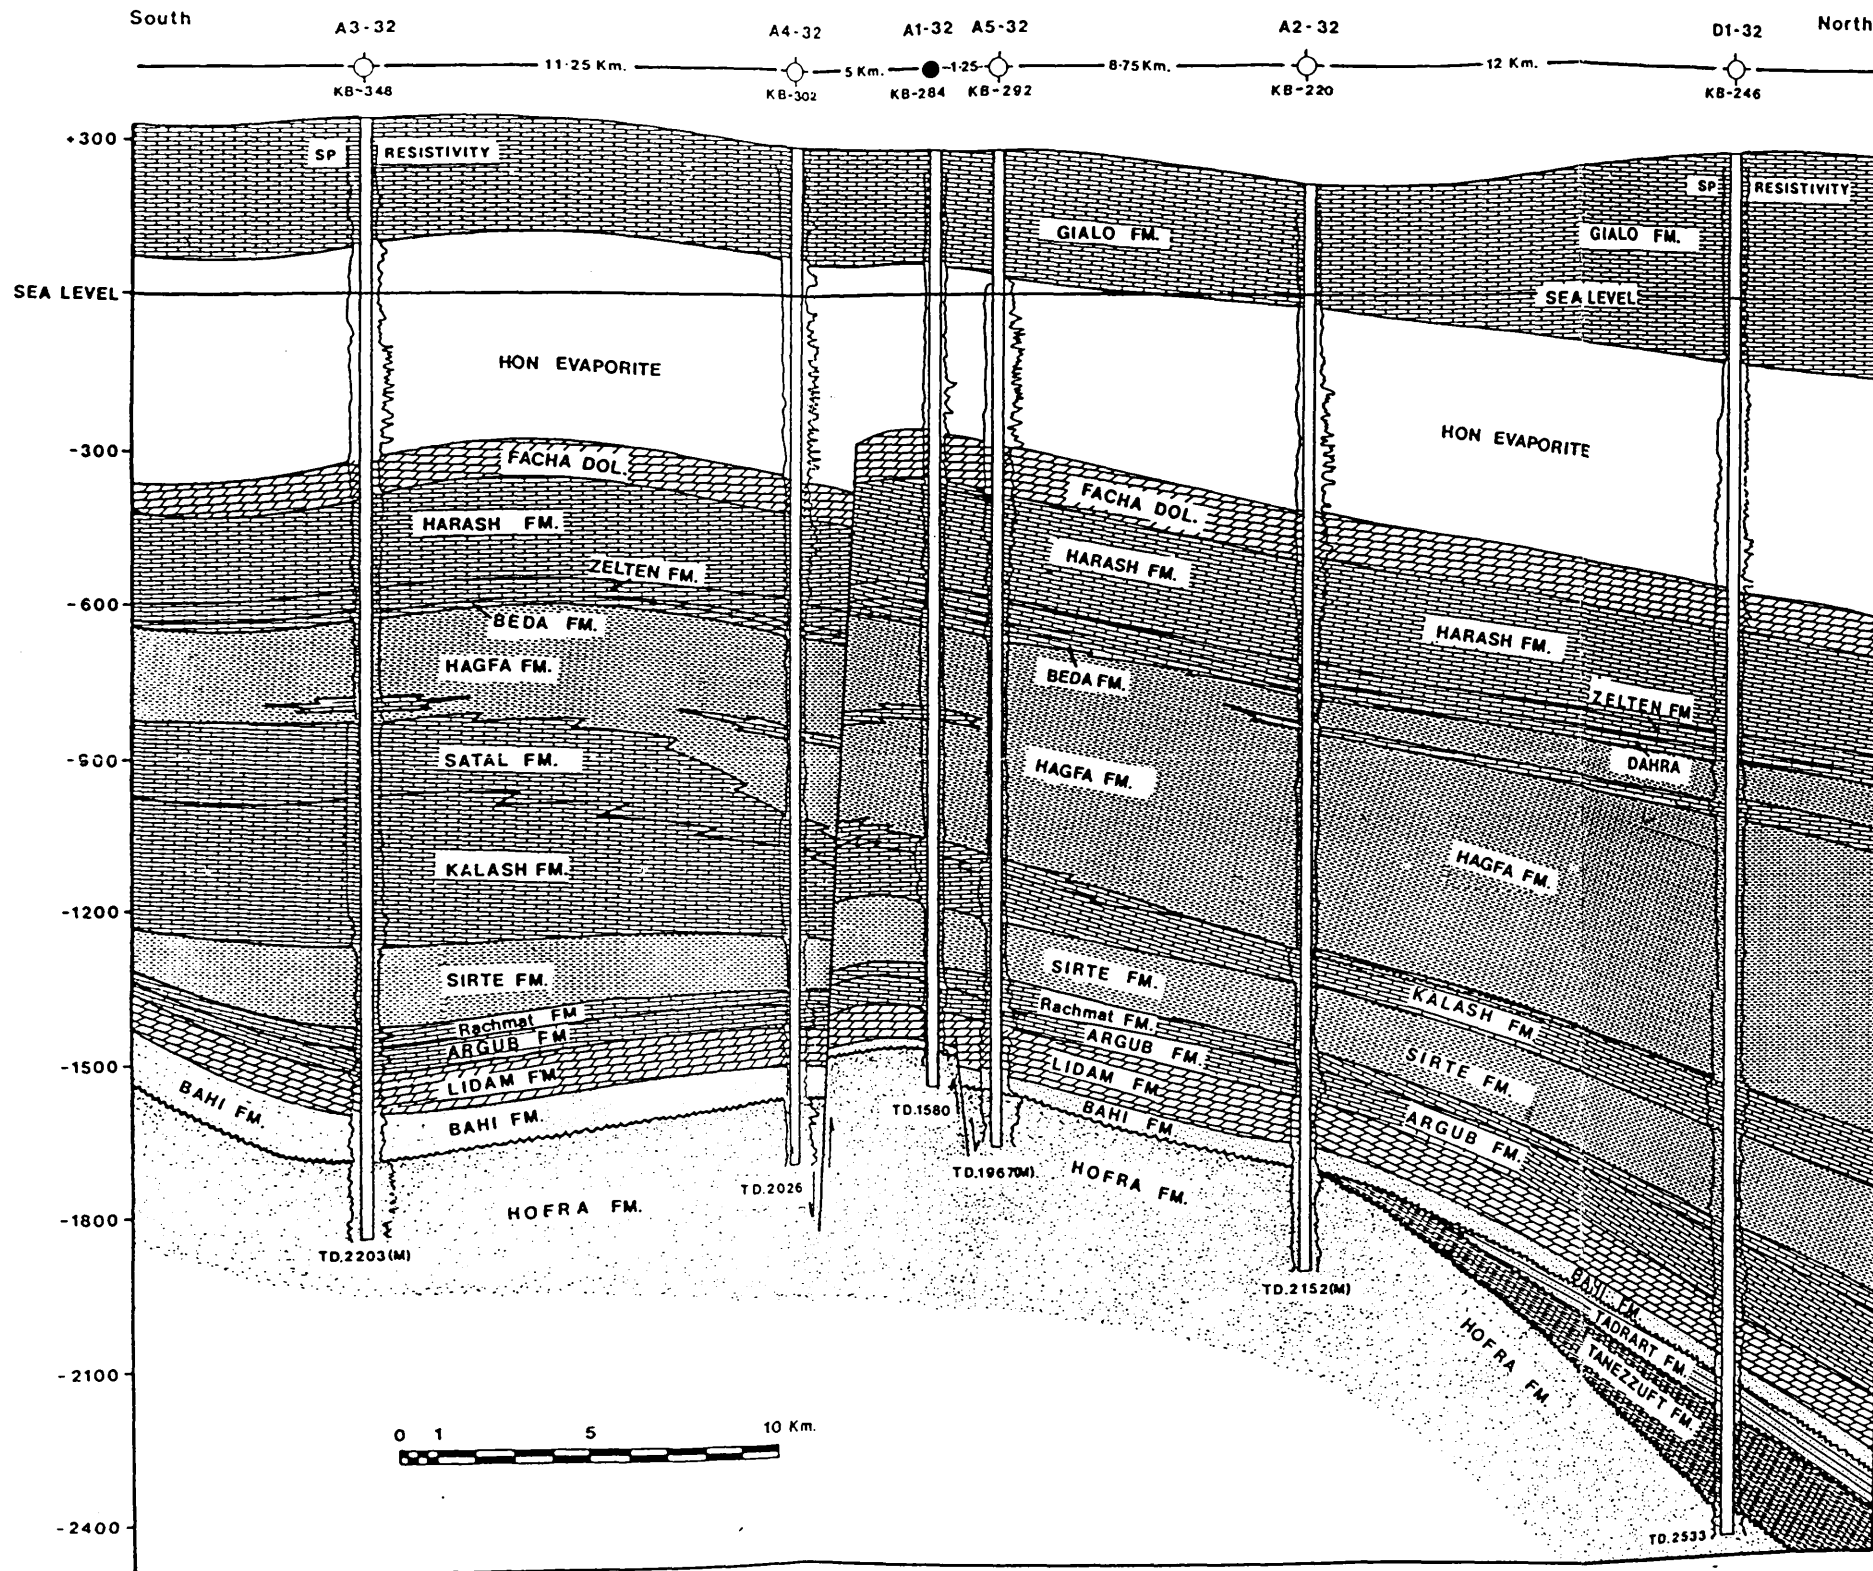 South
North
A3-32
A4-32
A1-32
A5-32
A2-32
D1-32
11·25 Km.
5 Km.
1·25
8·75 Km.
12 Km.
KB-348
KB-302
KB-284
KB-292
KB-220
KB-246
+300
SP
RESISTIVITY
SP
RESISTIVITY
GIALO FM.
GIALO FM.
SEA LEVEL
SEA LEVEL
HON EVAPORITE
HON EVAPORITE
-300
FACHA DOL.
FACHA DOL.
HARASH FM.
HARASH FM.
HARASH FM.
ZELTEN FM.
-600
BEDA FM.
BEDA FM.
HAGFA FM.
ZELTEN FM
-900
SATAL FM.
HAGFA FM.
DAHRA
KALASH FM.
HAGFA FM.
-1200
SIRTE FM.
SIRTE FM.
KALASH FM.
Rachmat FM
Rachmat FM.
ARGUB FM
ARGUB FM.
SIRTE FM.
-1500
LIDAM FM
LIDAM FM.
BAHI FM.
BAHI FM.
BAHI FM.
ARGUB FM.
TD.1580
TD.1967(M)
TD.2026
HOFRA FM.
HOFRA FM.
-1800
TD.2203(M)
TD.2152(M)
BAHI FM.
TADRART FM.
TANEZZUFT FM.
HOFRA FM.
-2100
0 1 5 10 Km.
-2400
TD.2533